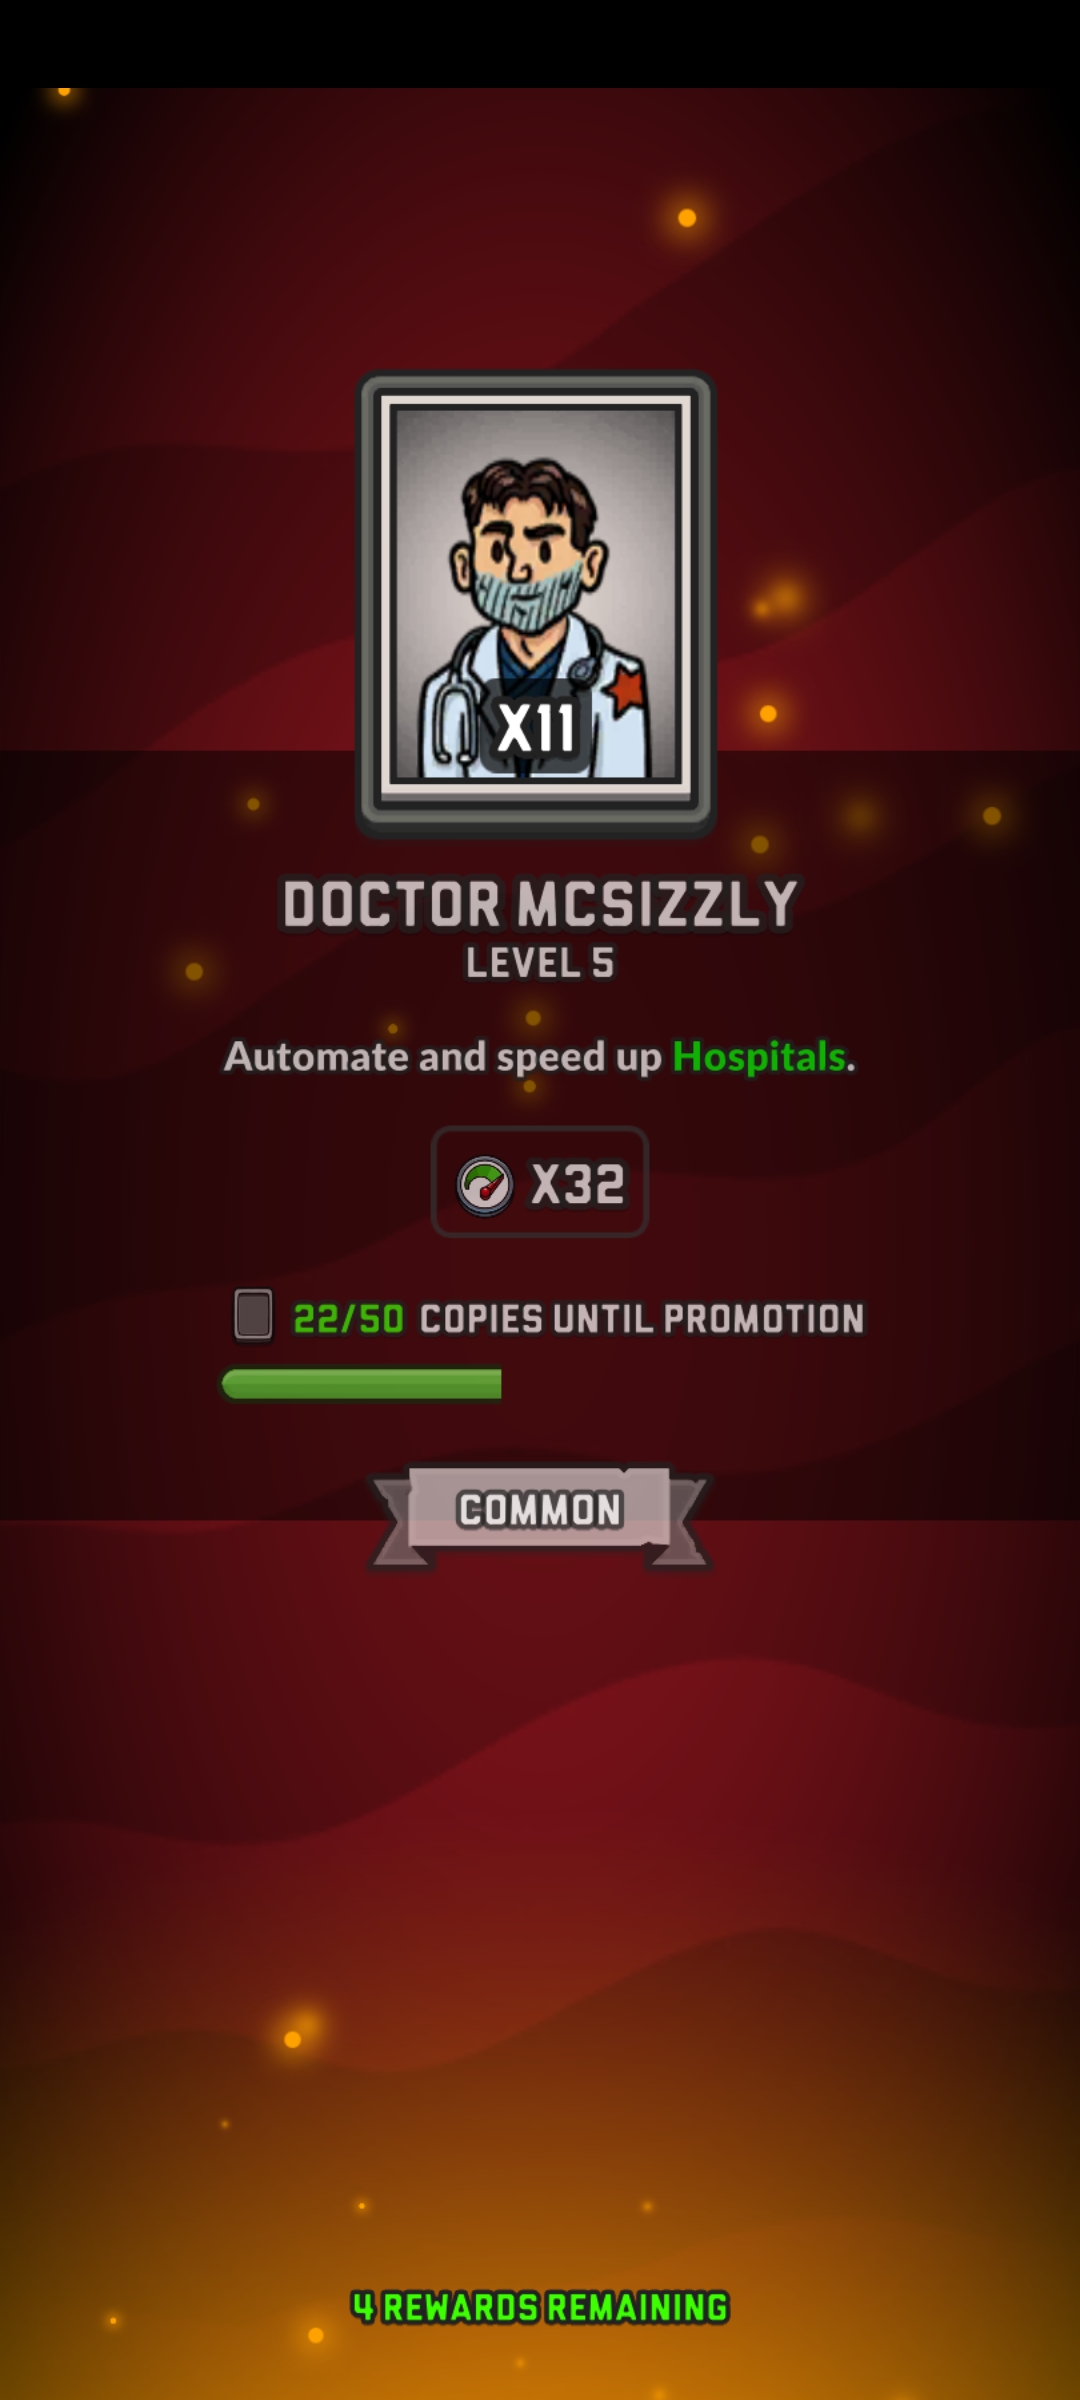 X11
DOCTOR MCSIZZLY
LEVEL 5
Automate and speed up Hospitals.
X32
22/50 COPIES UNTIL PROMOTION
COMMON
4 REWARDS REMAINING